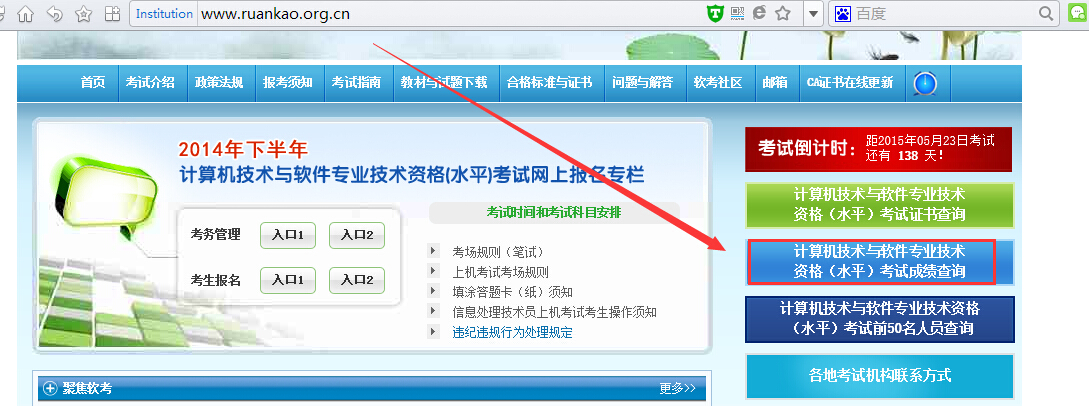 Institution www.ruankao.org.cn 百度
首页 考试介绍 政策法规 报考须知 考试指南 教材与试题下载 合格标准与证书 问题与解答 软考社区 邮箱 CA证书在线更新
2014年下半年
计算机技术与软件专业技术资格(水平)考试网上报名专栏
考务管理 入口1 入口2
考生报名 入口1 入口2
考试时间和考试科目安排
考场规则（笔试）
上机考试考场规则
填涂答题卡（纸）须知
信息处理技术员上机考试考生操作须知
违纪违规行为处理规定
考试倒计时：
距2015年05月23日考试
还有 138 天！
计算机技术与软件专业技术
资格（水平）考试证书查询
计算机技术与软件专业技术
资格（水平）考试成绩查询
计算机技术与软件专业技术资格
（水平）考试前50名人员查询
各地考试机构联系方式
聚焦软考 更多>>